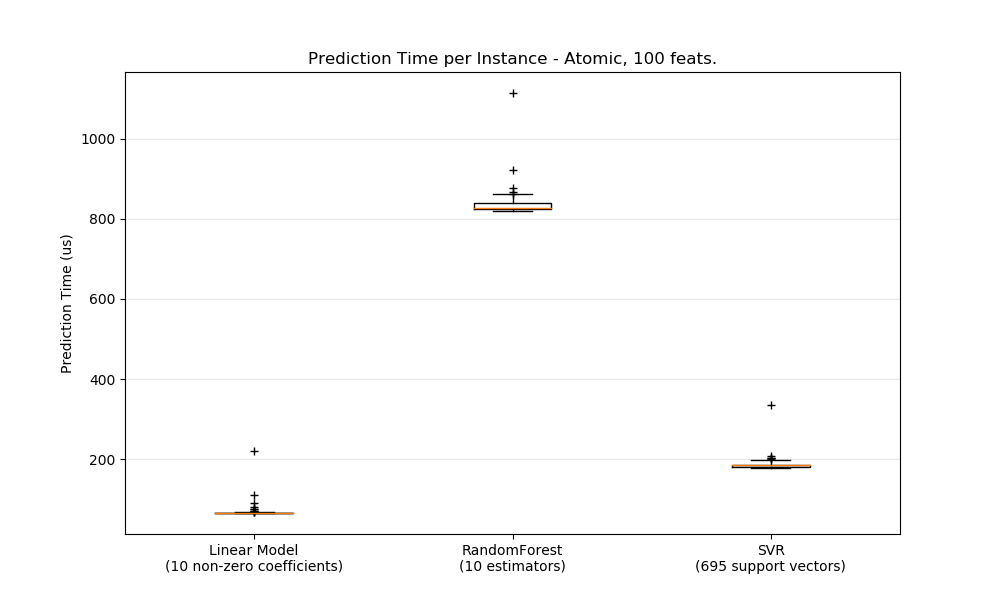 Prediction Time per Instance - Atomic, 100 feats.
Prediction Time (us)
1000
800
600
400
200
Linear Model
(10 non-zero coefficients)
RandomForest
(10 estimators)
SVR
(695 support vectors)